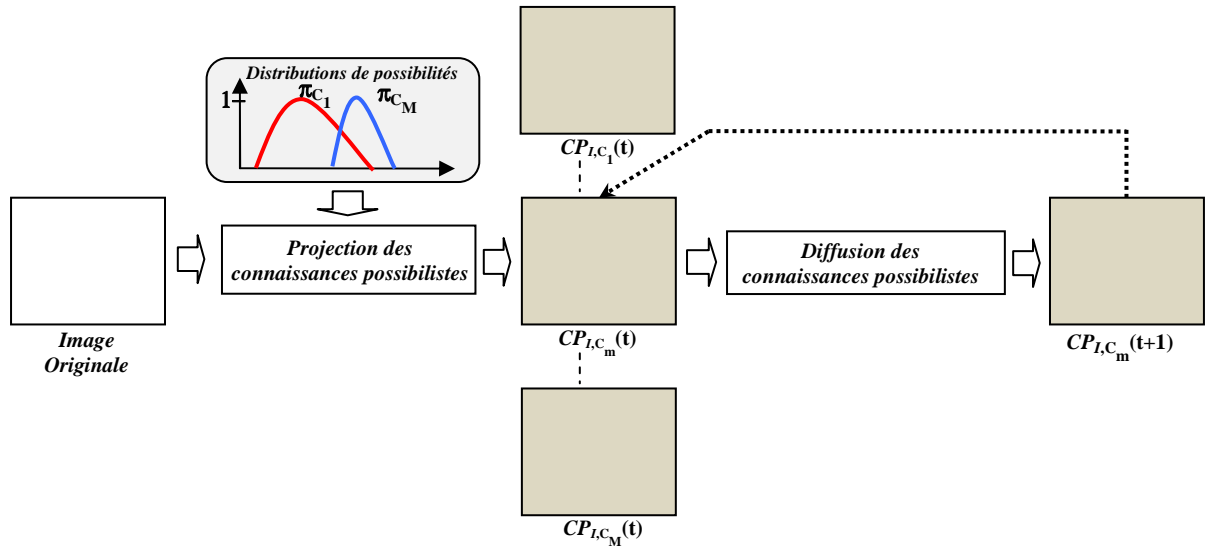 Distributions de possibilités
1
πC1
πCM
CPI,C1(t)
Projection des
connaissances possibilistes
Diffusion des
connaissances possibilistes
Image
Originale
CPI,Cm(t)
CPI,Cm(t+1)
CPI,CM(t)